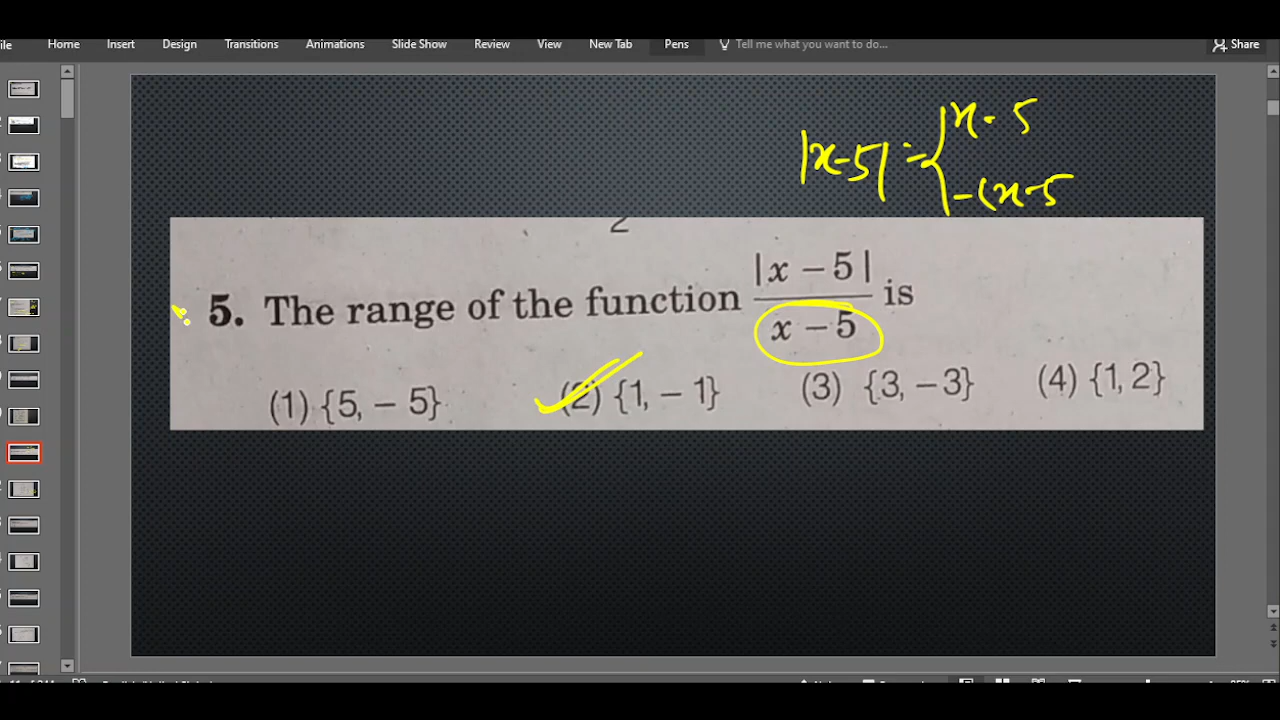 File Home Insert Design Transitions Animations Slide Show Review View New Tab Pens Tell me what you want to do... Share
|x-5| = { x-5
-(x-5
5. The range of the function |x – 5| / x – 5 is
(1) {5, – 5} (2) {1, – 1} (3) {3, –3} (4) {1, 2}